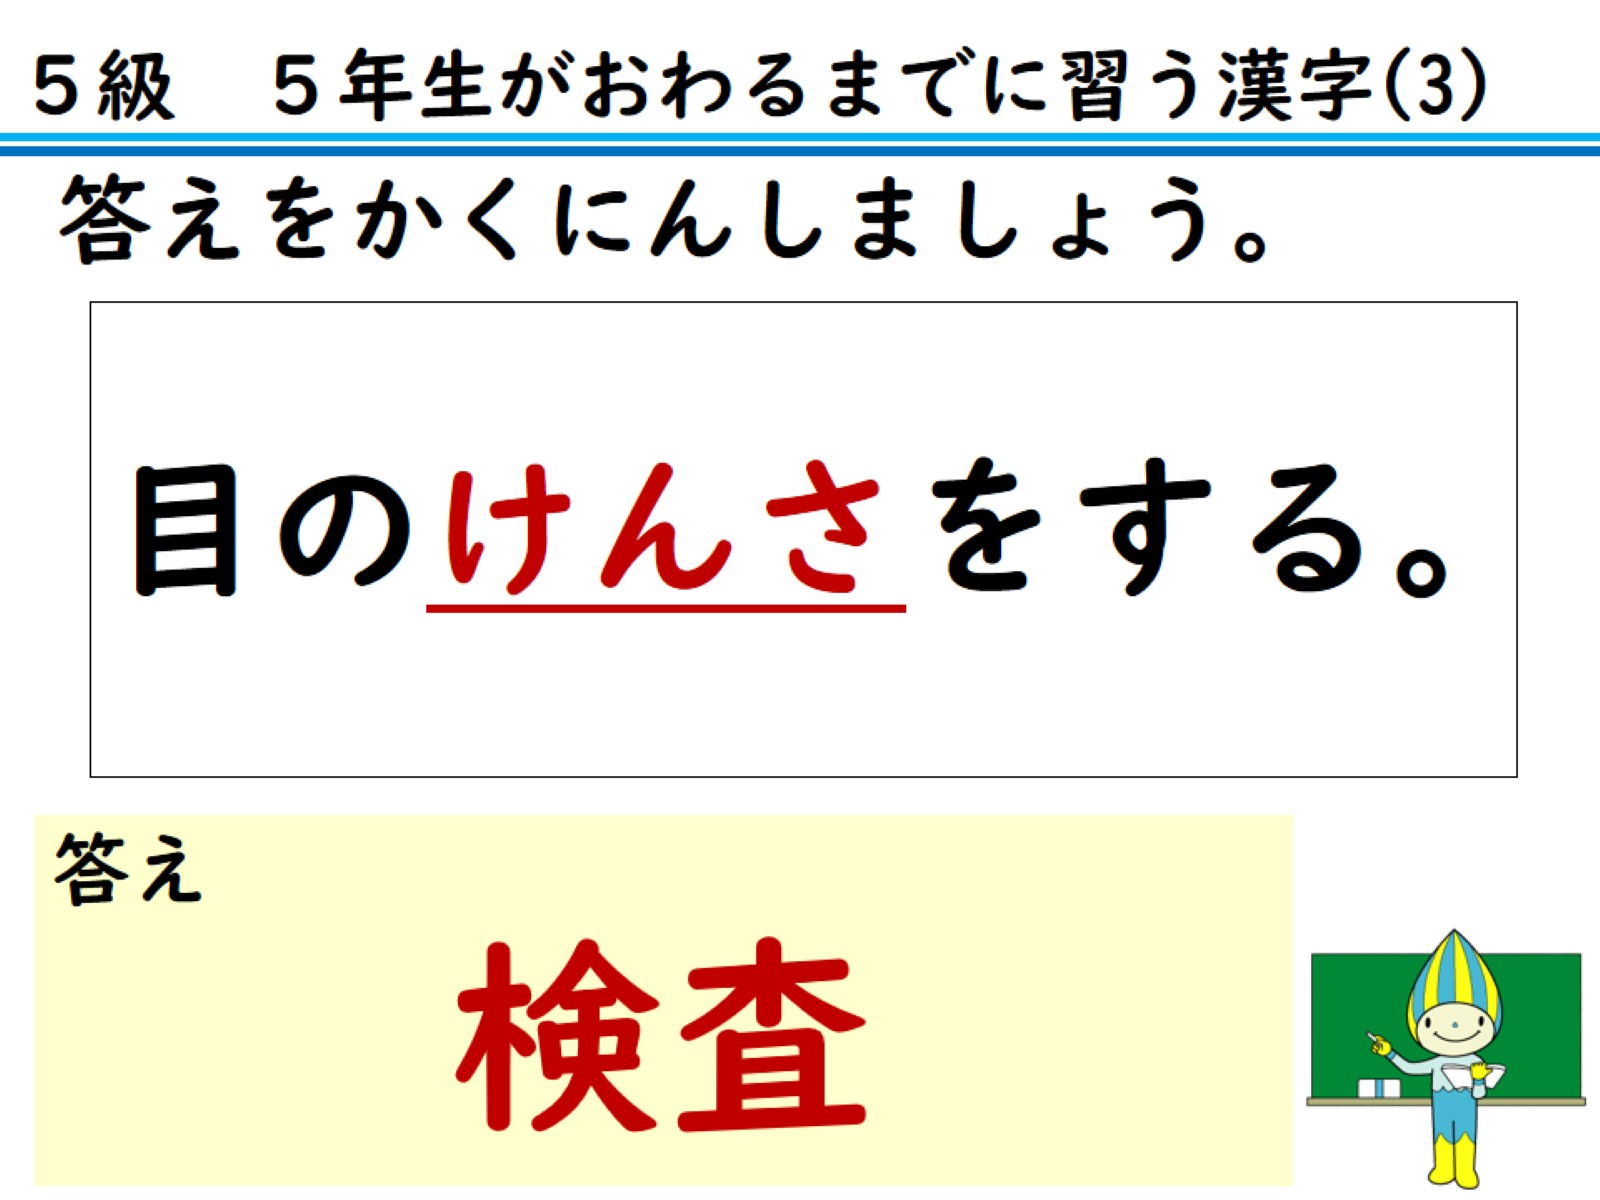 ５級　５年生がおわるまでに習う漢字(3)
答えをかくにんしましょう。
目のけんさをする。
答え
検査